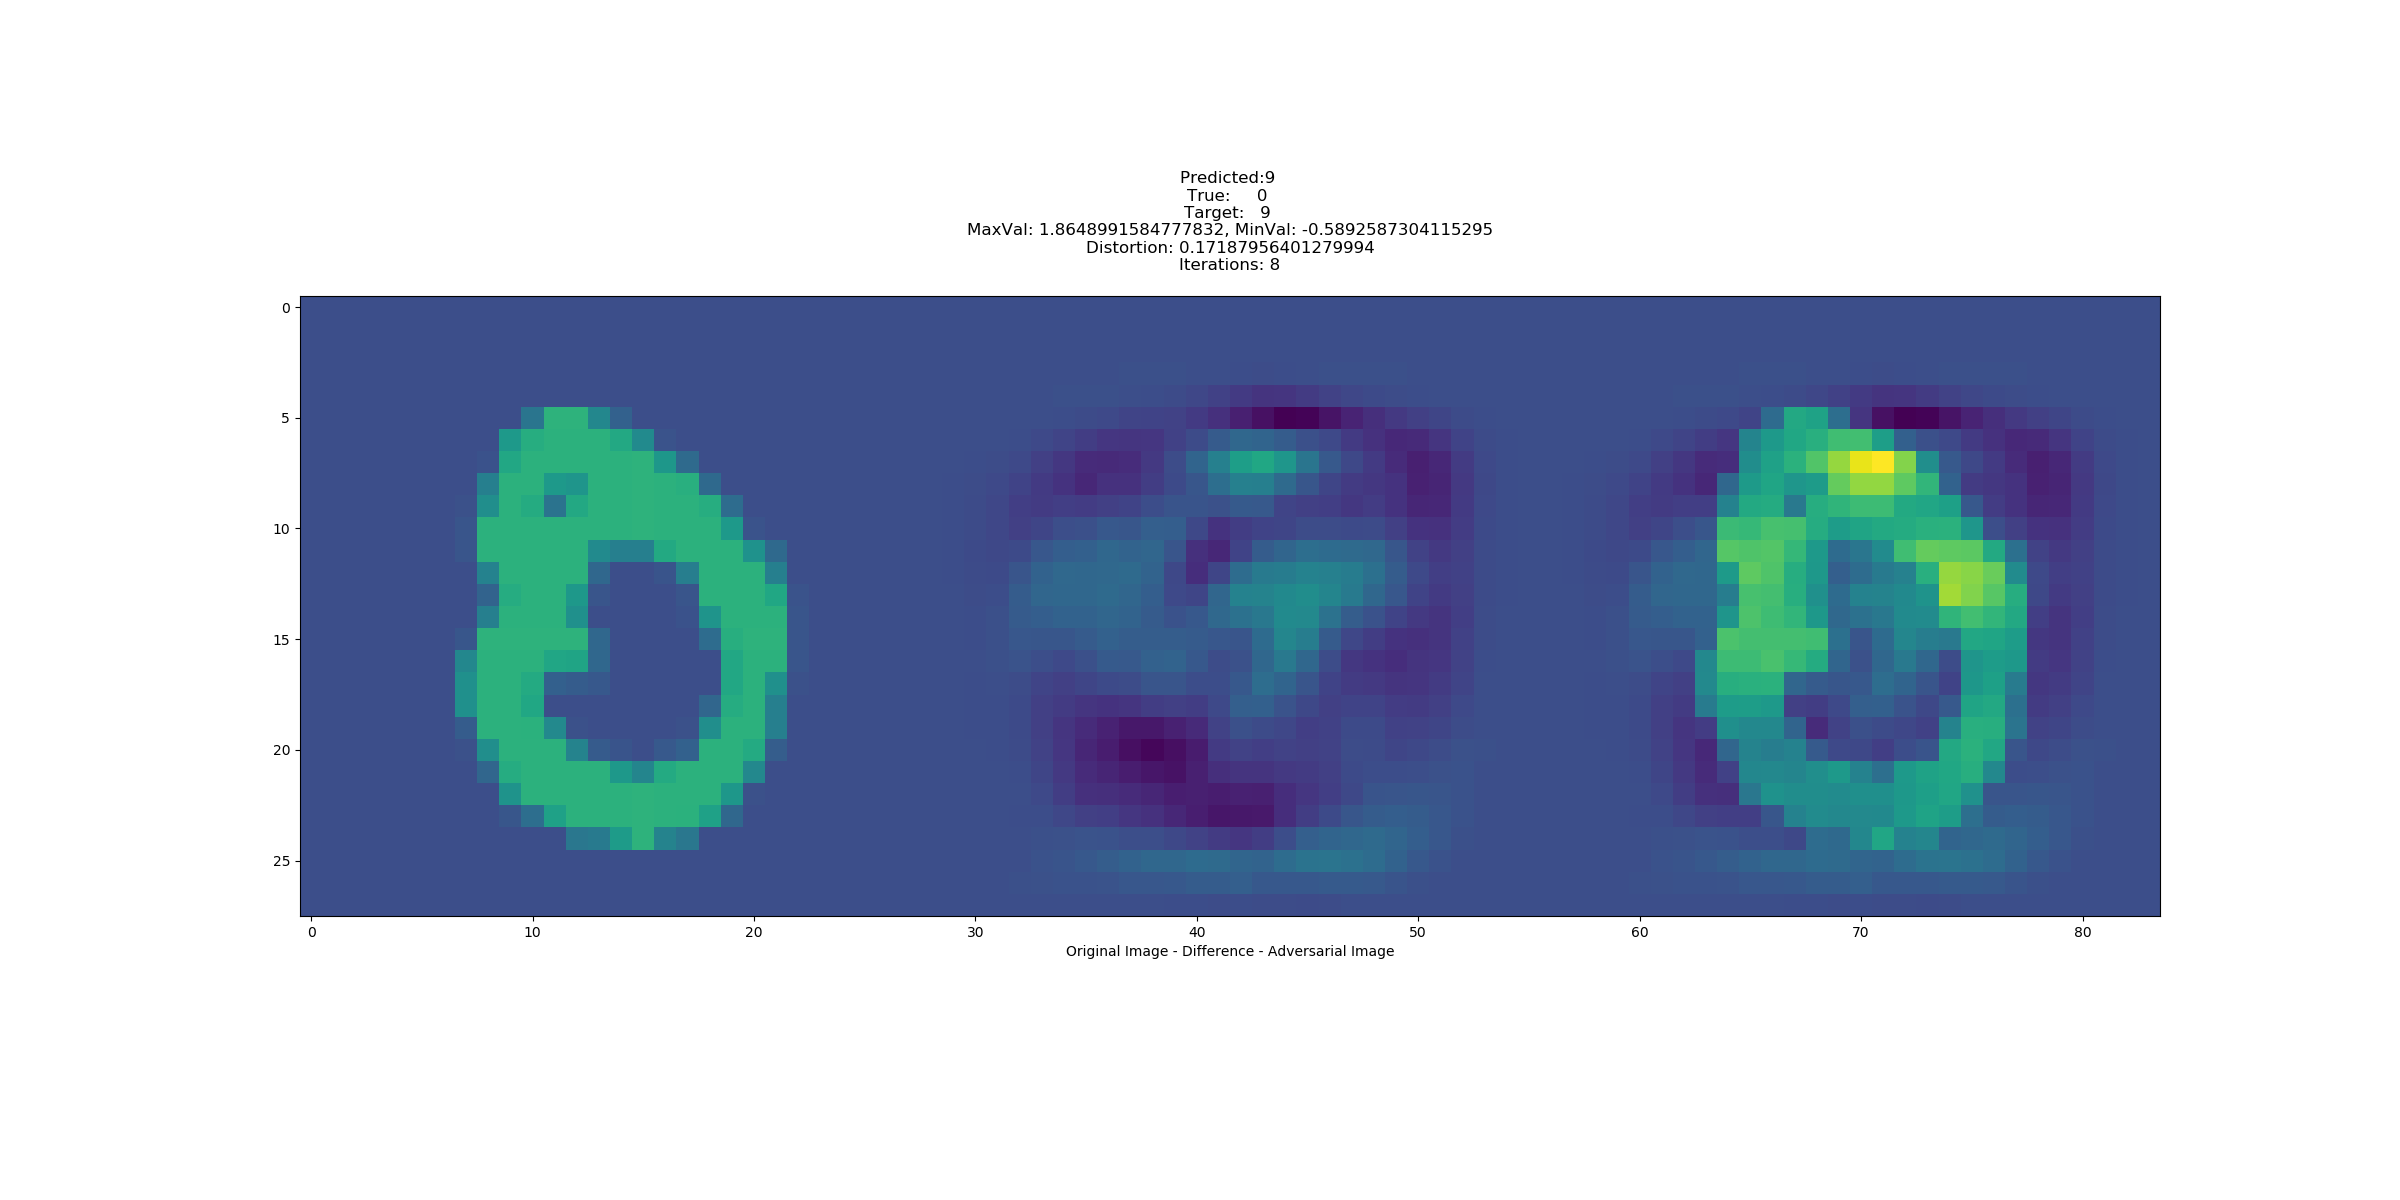 Predicted:9
True: 0
Target: 9
MaxVal: 1.8648991584777832, MinVal: -0.5892587304115295
Distortion: 0.17187956401279994
Iterations: 8
0
5
10
15
20
25
0 10 20 30 40 50 60 70 80
Original Image - Difference - Adversarial Image